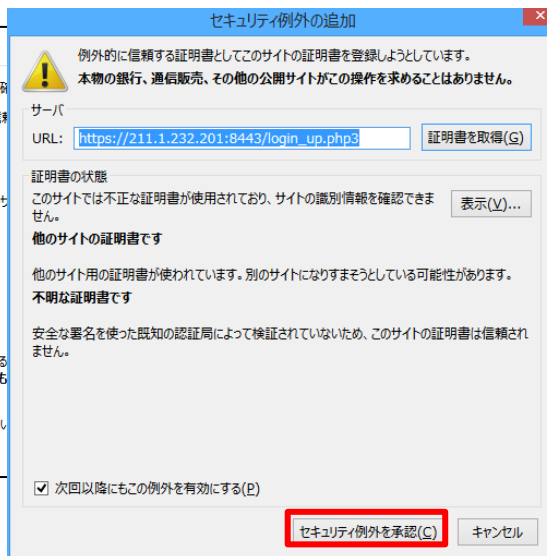 セキュリティ例外の追加
例外的に信頼する証明書としてこのサイトの証明書を登録しようとしています。
本物の銀行、通信販売、その他の公開サイトがこの操作を求めることはありません。
サーバ
URL: https://211.1.232.201:8443/login_up.php3 証明書を取得(G)
証明書の状態
このサイトでは不正な証明書が使用されており、サイトの識別情報を確認できま
せん。
表示(V)...
他のサイトの証明書です
他のサイト用の証明書が使われています。別のサイトになりすまそうとしている可能性があります。
不明な証明書です
安全な署名を使った既知の認証局によって検証されていないため、このサイトの証明書は信頼され
ません。
次回以降にもこの例外を有効にする(P)
セキュリティ例外を承認(C) キャンセル